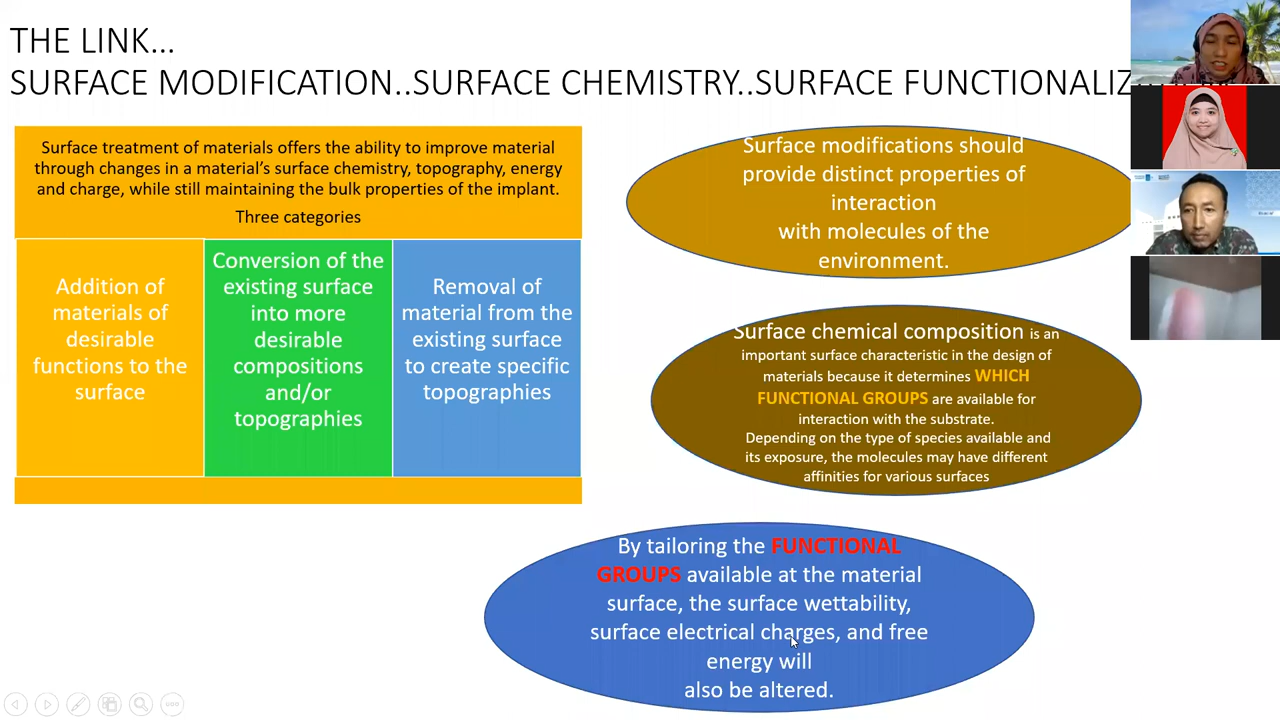 THE LINK...
SURFACE MODIFICATION..SURFACE CHEMISTRY..SURFACE
Surface treatment of materials offers the ability to improve material
through changes in a material's surface chemistry, topography, energy
and charge, while still maintaining the bulk properties of the implant.
Three categories
Addition of
materials of
desirable
functions to the
surface
Conversion of the
existing surface
into more
desirable
compositions
and/or
topographies
Removal of
material from the
existing surface
to create specific
topographies
Surface modifications should
provide distinct properties of
interaction
with molecules of the
environment.
Surface chemical composition is an
important surface characteristic in the design of
materials because it determines WHICH
FUNCTIONAL GROUPS are available for
interaction with the substrate.
Depending on the type of species available and
its exposure, the molecules may have different
affinities for various surfaces
By tailoring the FUNCTIONAL
GROUPS available at the material
surface, the surface wettability,
surface electrical charges, and free
energy will
also be altered.